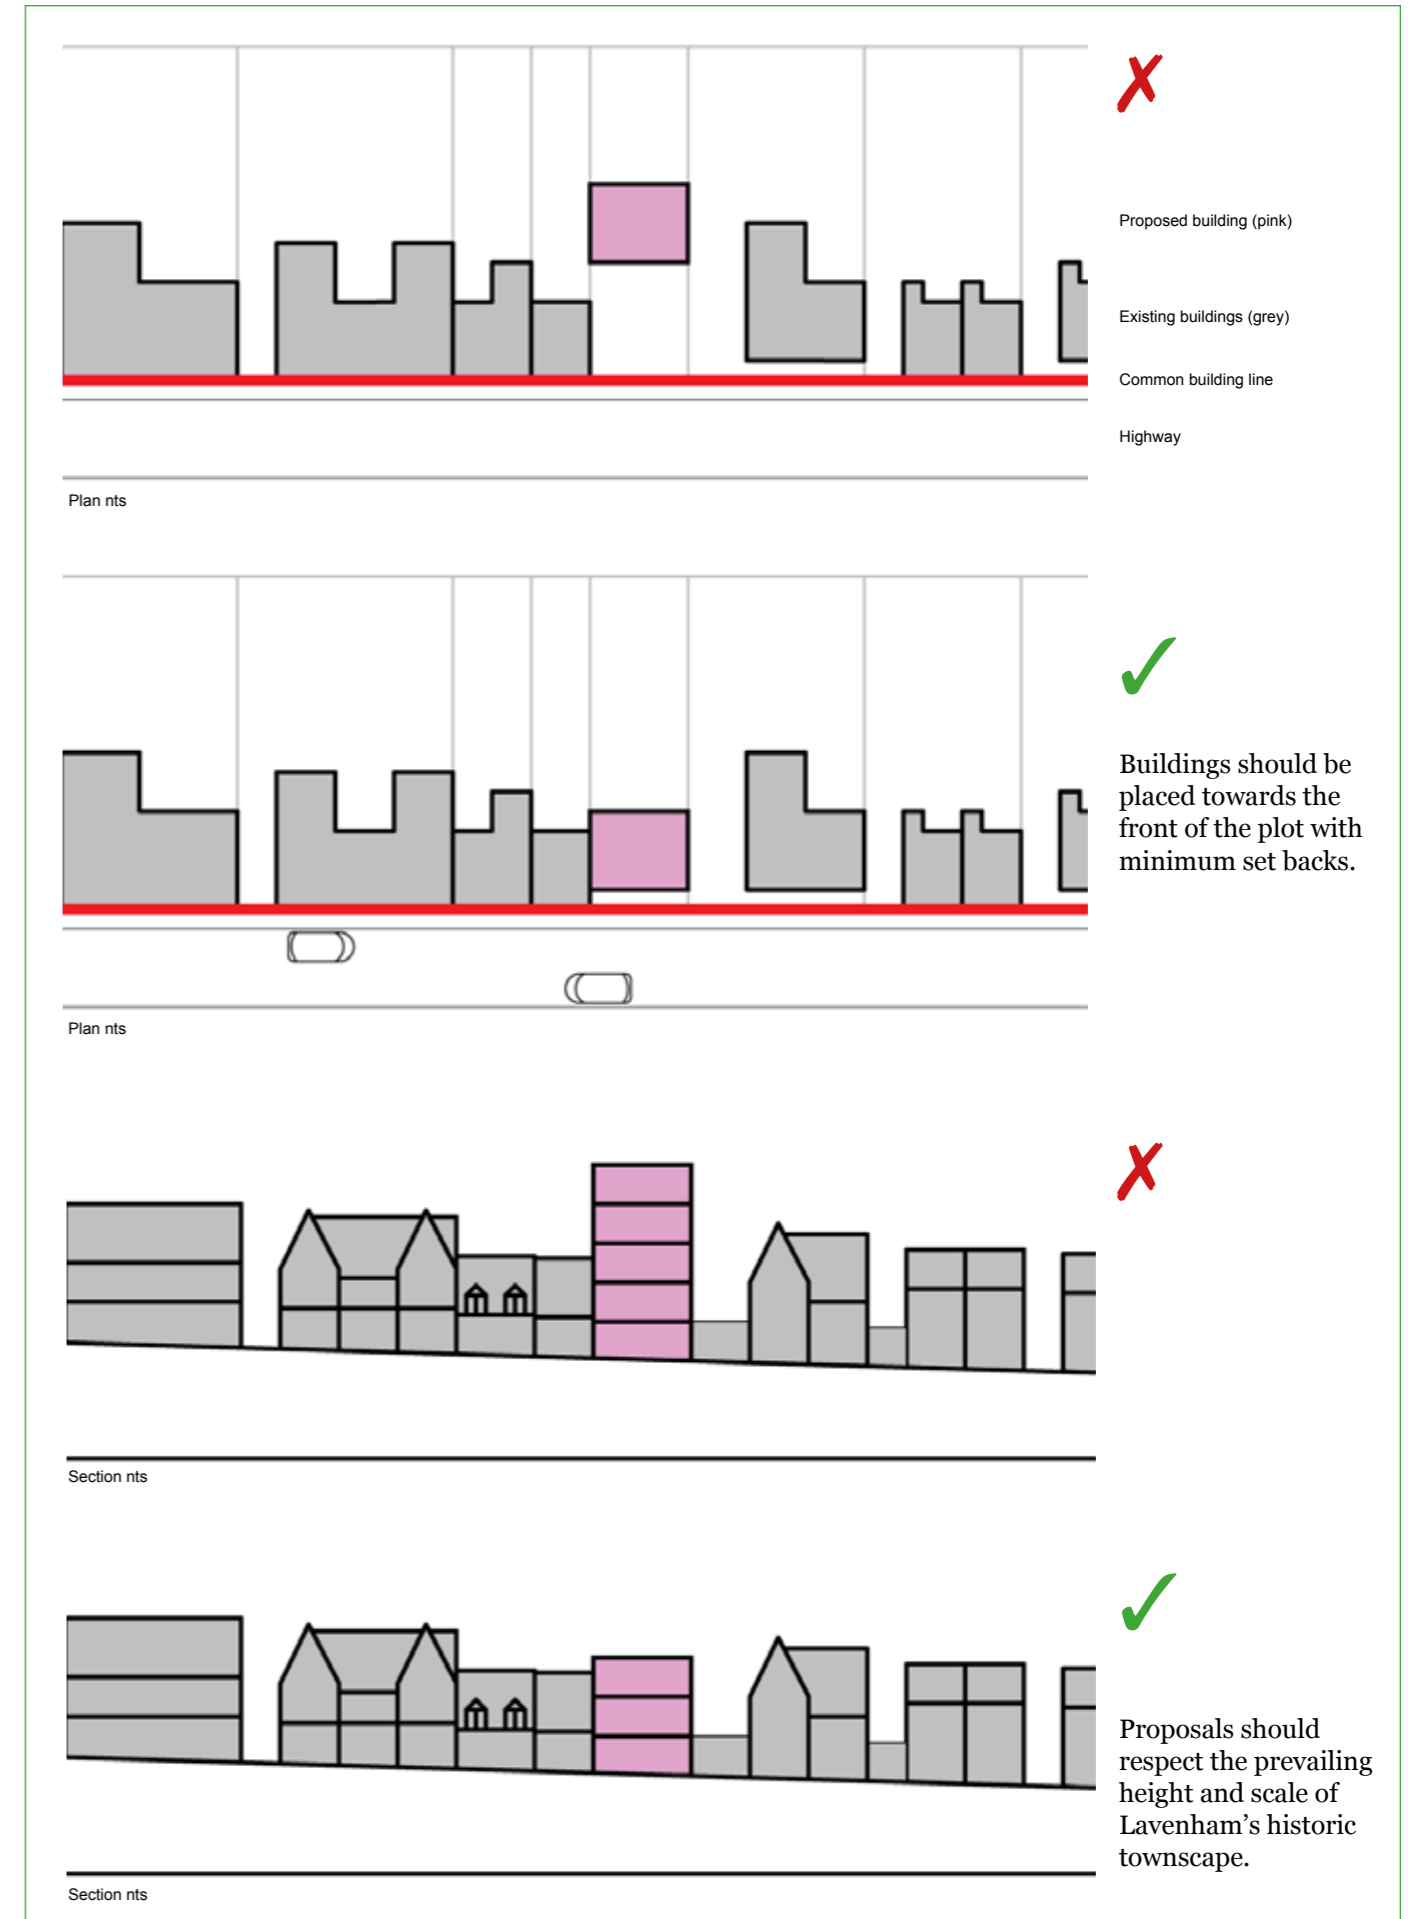 Proposed building (pink)
Existing buildings (grey)
Common building line
Highway
Plan nts
Buildings should be
placed towards the
front of the plot with
minimum set backs.
Plan nts
Section nts
Proposals should
respect the prevailing
height and scale of
Lavenham’s historic
townscape.
Section nts